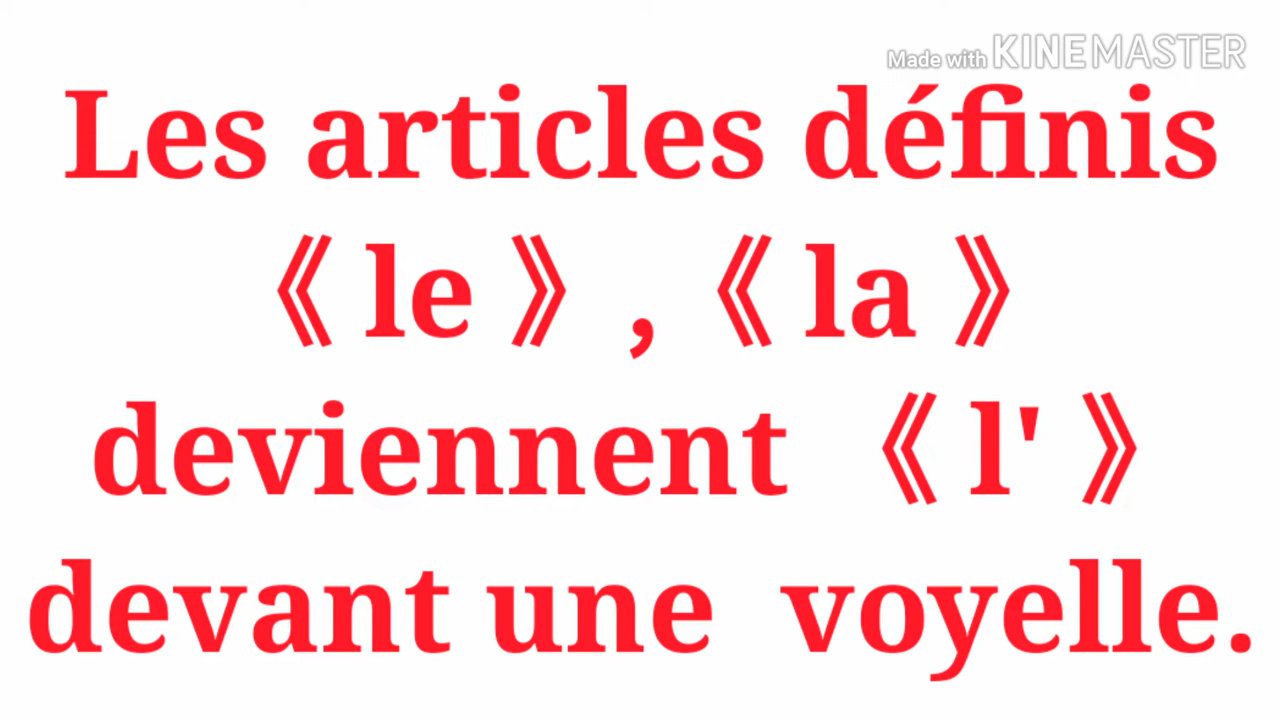 Made with KINEMASTER
Les articles définis
《 le 》 , 《 la 》
deviennent 《 l' 》
devant une voyelle.